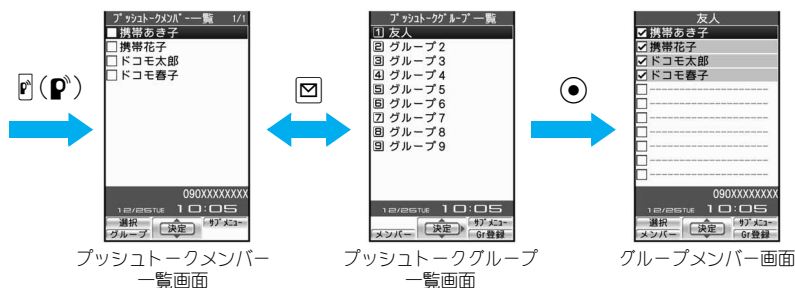 ﾌﾟｯｼｭﾄｰｸﾒﾝﾊﾞｰ一覧 1/1
携帯あき子
携帯花子
ドコモ太郎
ドコモ春子
090XXXXXXXX
12/25TUE 10:05
選択 ｻﾌﾞﾒﾆｭｰ
グループ 決定
プッシュトークメンバー
一覧画面
ﾌﾟｯｼｭﾄｰｸｸﾞﾙｰﾌﾟ一覧
1 友人
2 グループ2
3 グループ3
4 グループ4
5 グループ5
6 グループ6
7 グループ7
8 グループ8
9 グループ9
12/25TUE 10:05
ｻﾌﾞﾒﾆｭｰ
メンバー 決定 Gr登録
プッシュトークグループ
一覧画面
友人
携帯あき子
携帯花子
ドコモ太郎
ドコモ春子
090XXXXXXXX
12/25TUE 10:05
選択 ｻﾌﾞﾒﾆｭｰ
メンバー 決定 Gr登録
グループメンバー画面
(P)